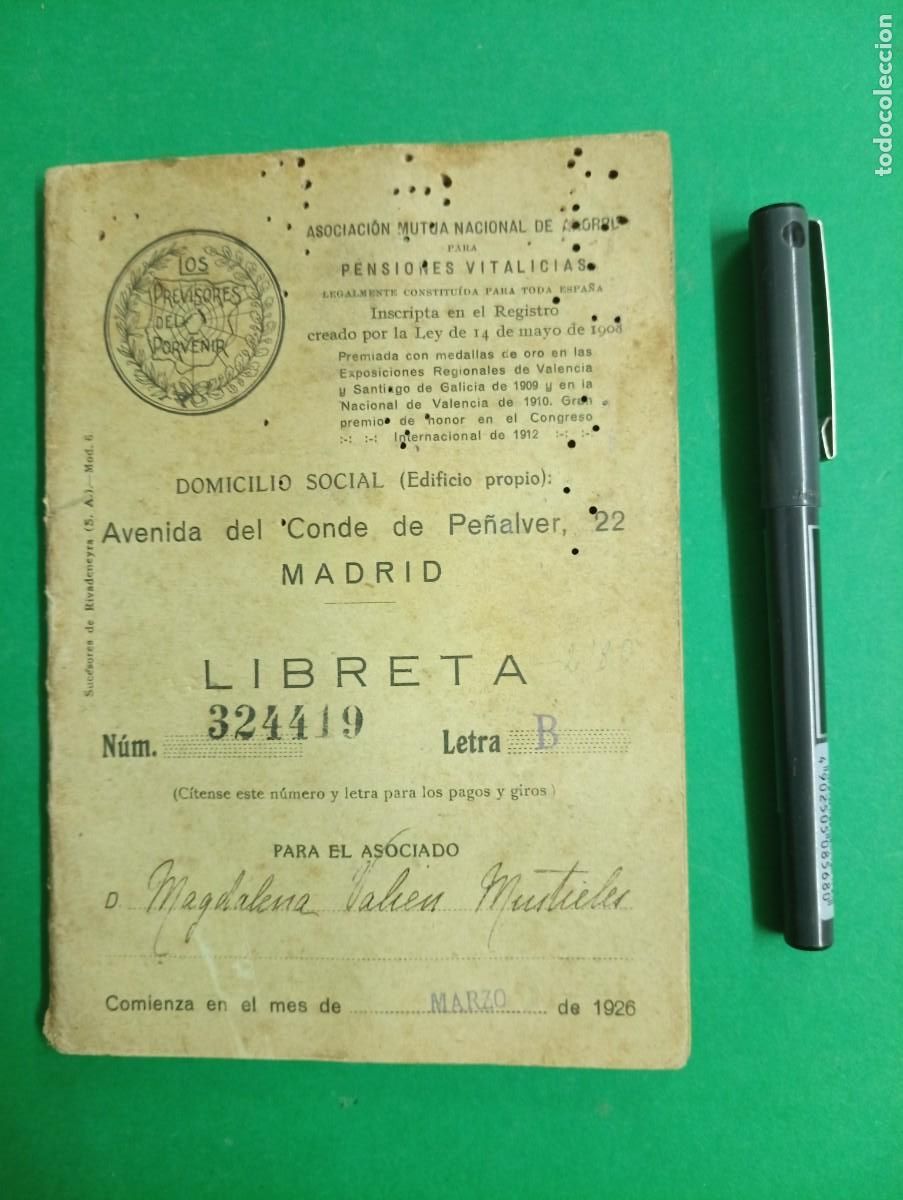 LOS
PREVISORES
DEL
PORVENIR
ASOCIACIÓN MUTUA NACIONAL DE AHORRO
PARA
PENSIONES VITALICIAS
LEGALMENTE CONSTITUÍDA PARA TODA ESPAÑA
Inscripta en el Registro
creado por la Ley de 14 de mayo de 1908
Premiada con medallas de oro en las
Exposiciones Regionales de Valencia
y Santiago de Galicia de 1909 y en la
Nacional de Valencia de 1910. Gran
premio de honor en el Congreso
:-: :-: Internacional de 1912 :-: :-:
DOMICILIO SOCIAL (Edificio propio):
Avenida del Conde de Peñalver, 22
MADRID
LIBRETA
Núm. 324419 Letra B
(Cítense este número y letra para los pagos y giros)
PARA EL ASOCIADO
D Magdalena Valien Mustieles
Comienza en el mes de MARZO de 1926
Sucesores de Rivadeneyra (S. A.).—Mod. 6
4902505085680
todocoleccion